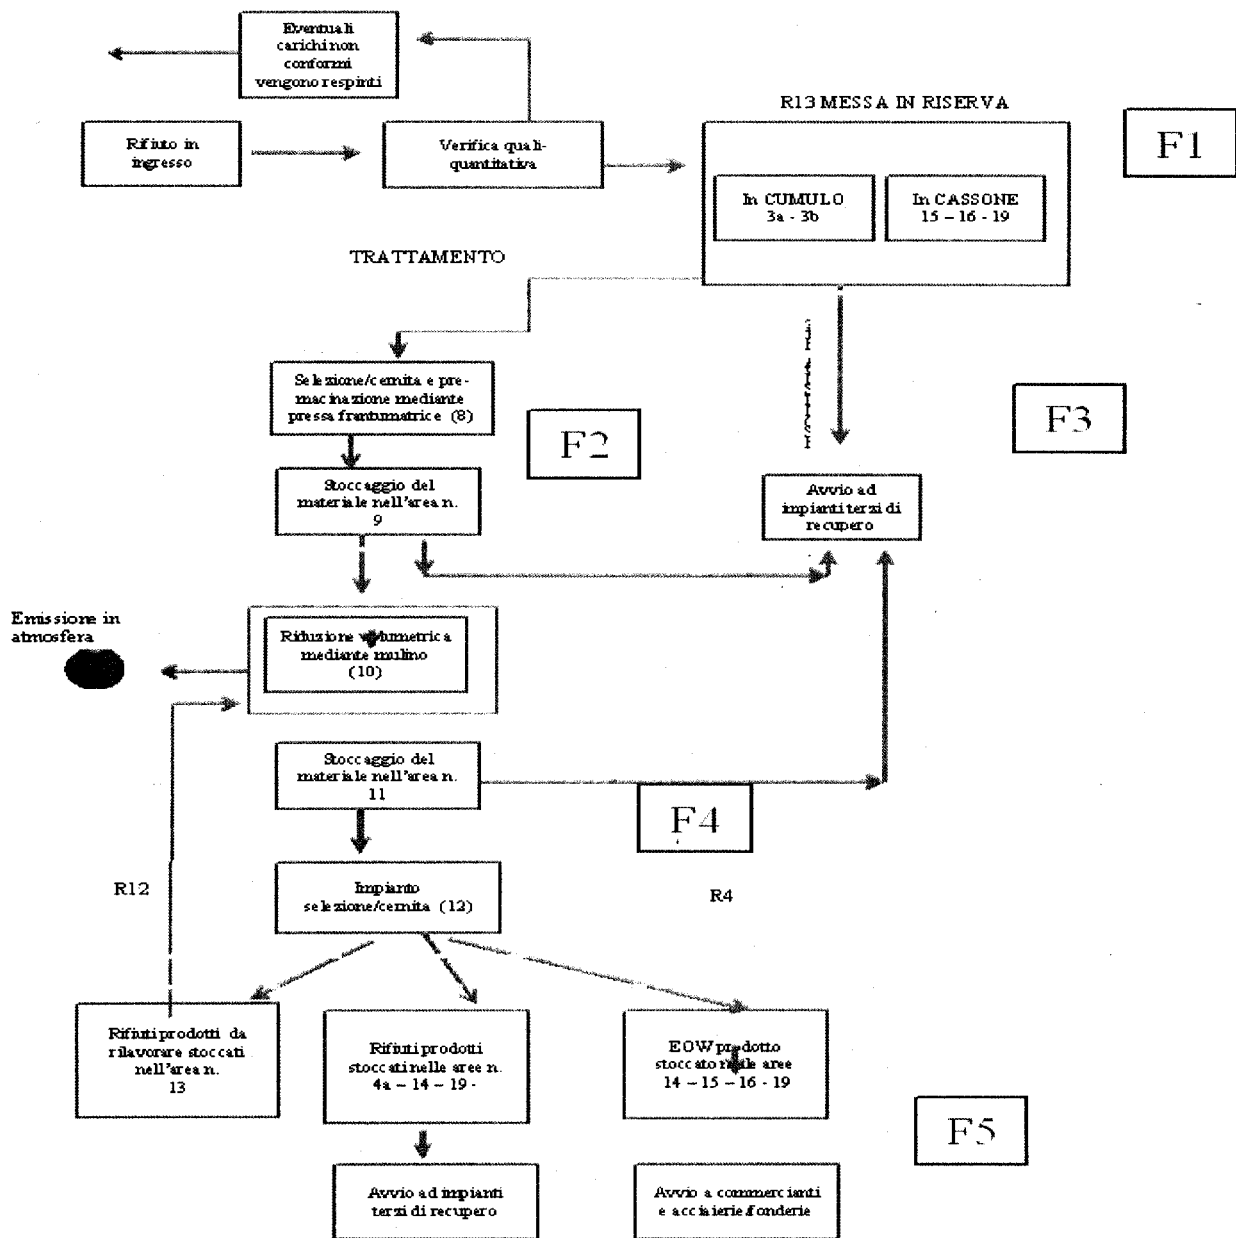 Eventuali
carichi non
conformi
vengono respinti
R13 MESSA IN RISERVA
F1
Rifiuto in
ingresso
Verifica quali-
quantitativa
In CUMULO
3a - 3b
In CASSONE
15 – 16 - 19
TRATTAMENTO
Selezione/cernita e pre-
macinazione mediante
pressa frantumatrice (8)
F2
F3
Stoccaggio del
materiale nell'area n.
9
Avvio ad
impianti terzi di
recupero
Emissione in
atmosfera
Riduzione volumetrica
mediante mulino
(10)
Stoccaggio del
materiale nell'area n.
11
F4
R12
Impianto
selezione/cernita (12)
R4
Rifiuti prodotti da
rilavorare stoccati
nell'area n.
13
Rifiuti prodotti
stoccati nelle aree n.
4a – 14 – 19 -
EOW prodotto
stoccato nelle aree
14 – 15 – 16 - 19
F5
Avvio ad impianti
terzi di recupero
Avvio a commercianti
e acciaierie/fonderie